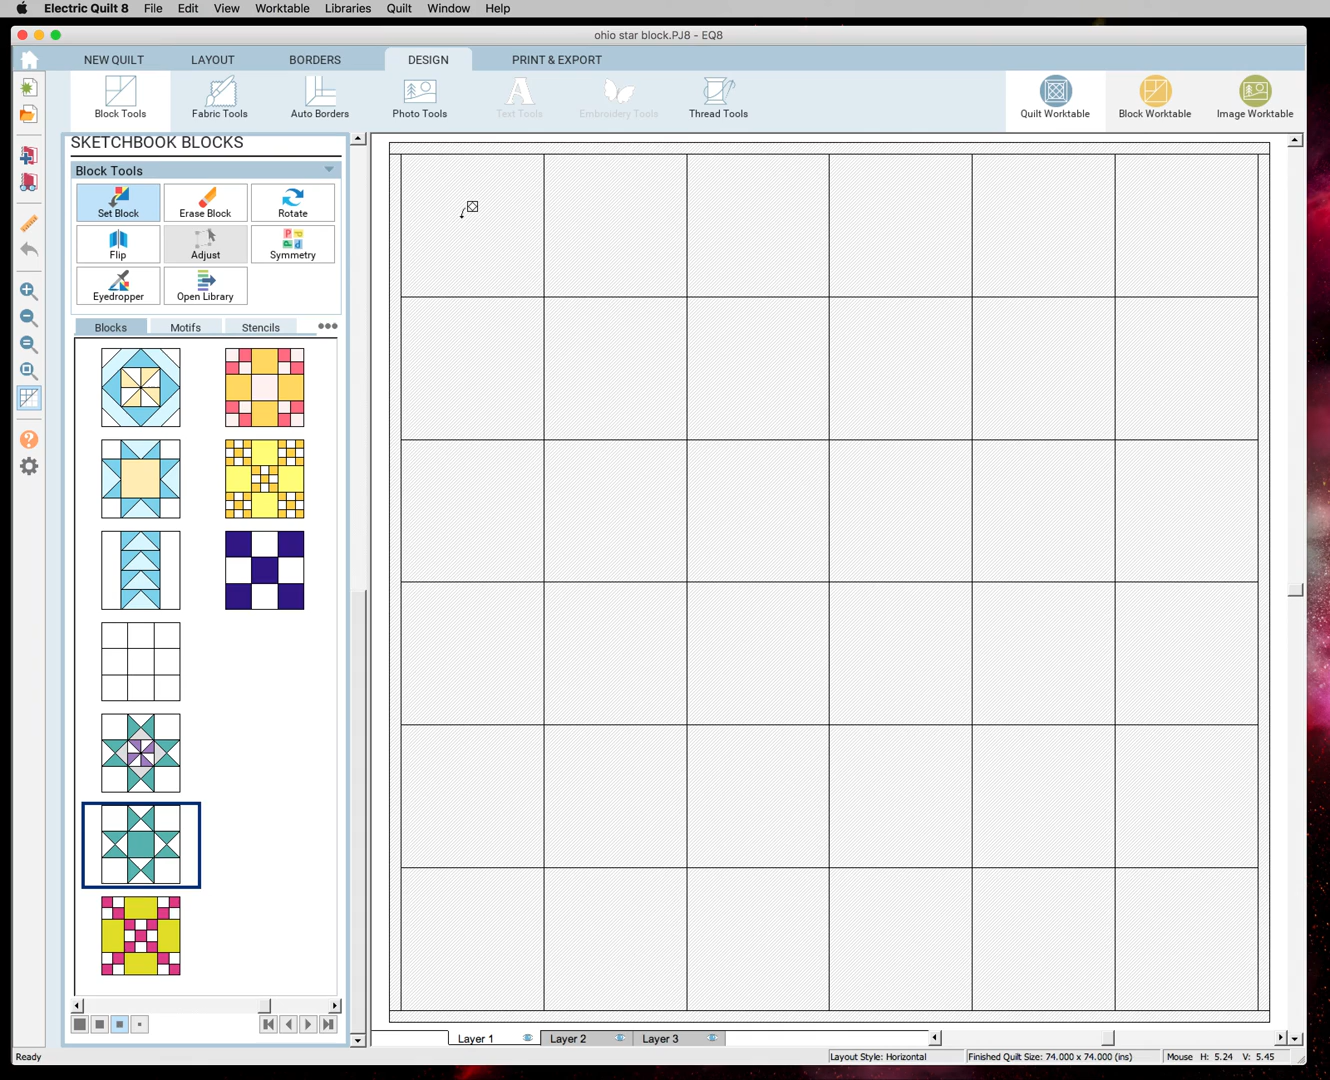 Electric Quilt 8 File Edit View Worktable Libraries Quilt Window Help
ohio star block.PJ8 - EQ8
NEW QUILT LAYOUT BORDERS DESIGN PRINT & EXPORT
Block Tools Fabric Tools Auto Borders Photo Tools Text Tools Embroidery Tools Thread Tools Quilt Worktable Block Worktable Image Worktable
SKETCHBOOK BLOCKS
Block Tools
Set Block Erase Block Rotate
Flip Adjust Symmetry
Eyedropper Open Library
Blocks Motifs Stencils
Layer 1 Layer 2 Layer 3
Ready Layout Style: Horizontal Finished Quilt Size: 74.000 x 74.000 (ins) Mouse H: 5.24 V: 5.45